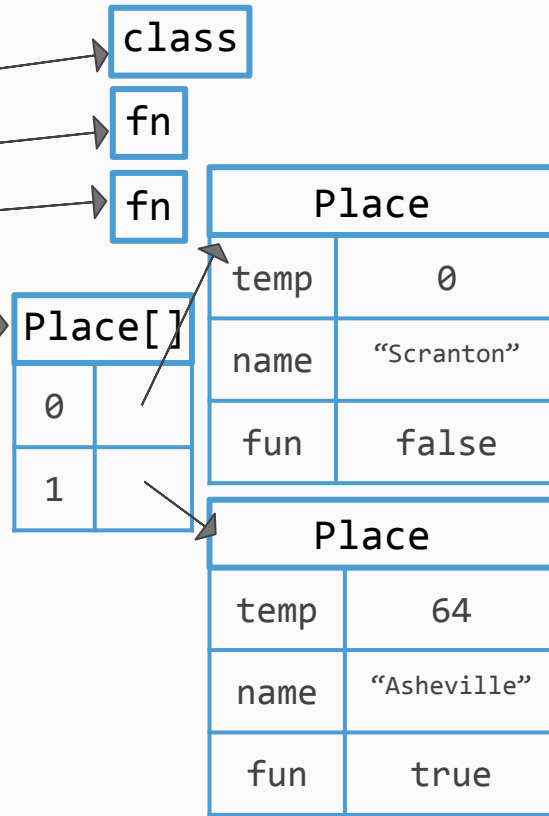 class
fn
fn
Place
temp 0
name “Scranton”
fun false
Place[]
0
1
Place
temp 64
name “Asheville”
fun true